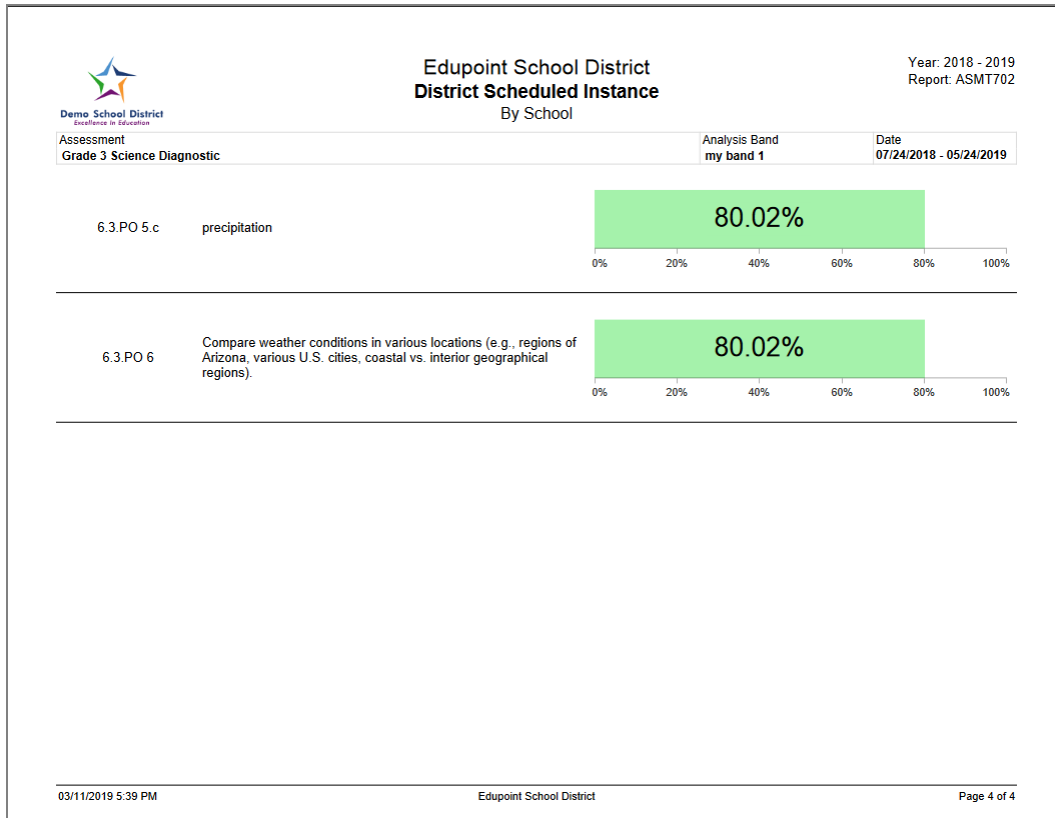 Demo School District
Excellence In Education
Edupoint School District
District Scheduled Instance
By School
Year: 2018 - 2019
Report: ASMT702
Assessment
Grade 3 Science Diagnostic
Analysis Band
my band 1
Date
07/24/2018 - 05/24/2019
6.3.PO 5.c
precipitation
80.02%
0% 20% 40% 60% 80% 100%
6.3.PO 6
Compare weather conditions in various locations (e.g., regions of
Arizona, various U.S. cities, coastal vs. interior geographical
regions).
80.02%
0% 20% 40% 60% 80% 100%
03/11/2019 5:39 PM
Edupoint School District
Page 4 of 4